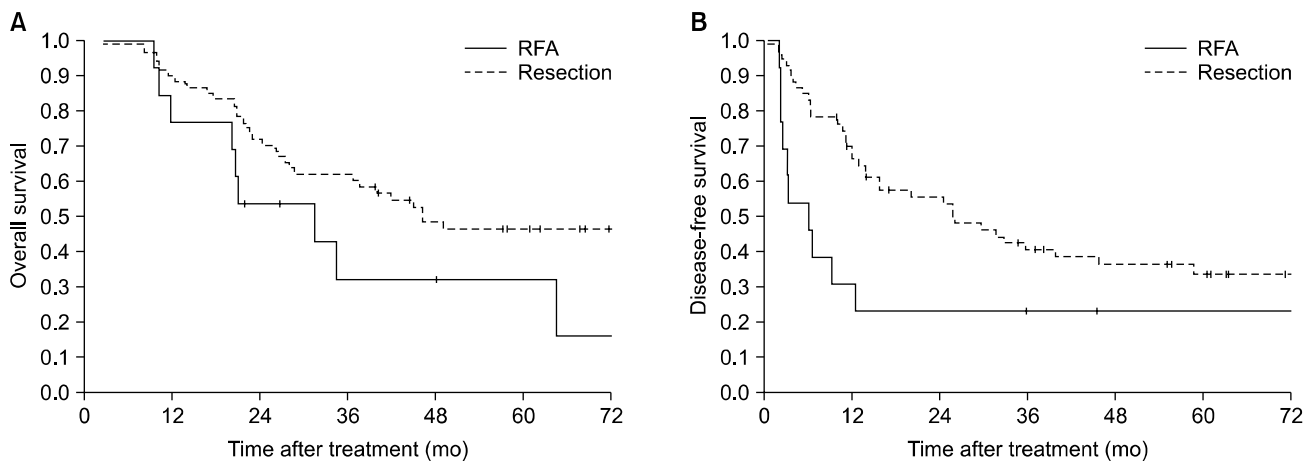 A
Overall survival
1.0
0.9
0.8
0.7
0.6
0.5
0.4
0.3
0.2
0.1
0.0
0 12 24 36 48 60 72
Time after treatment (mo)
RFA
Resection
B
Disease-free survival
1.0
0.9
0.8
0.7
0.6
0.5
0.4
0.3
0.2
0.1
0.0
0 12 24 36 48 60 72
Time after treatment (mo)
RFA
Resection